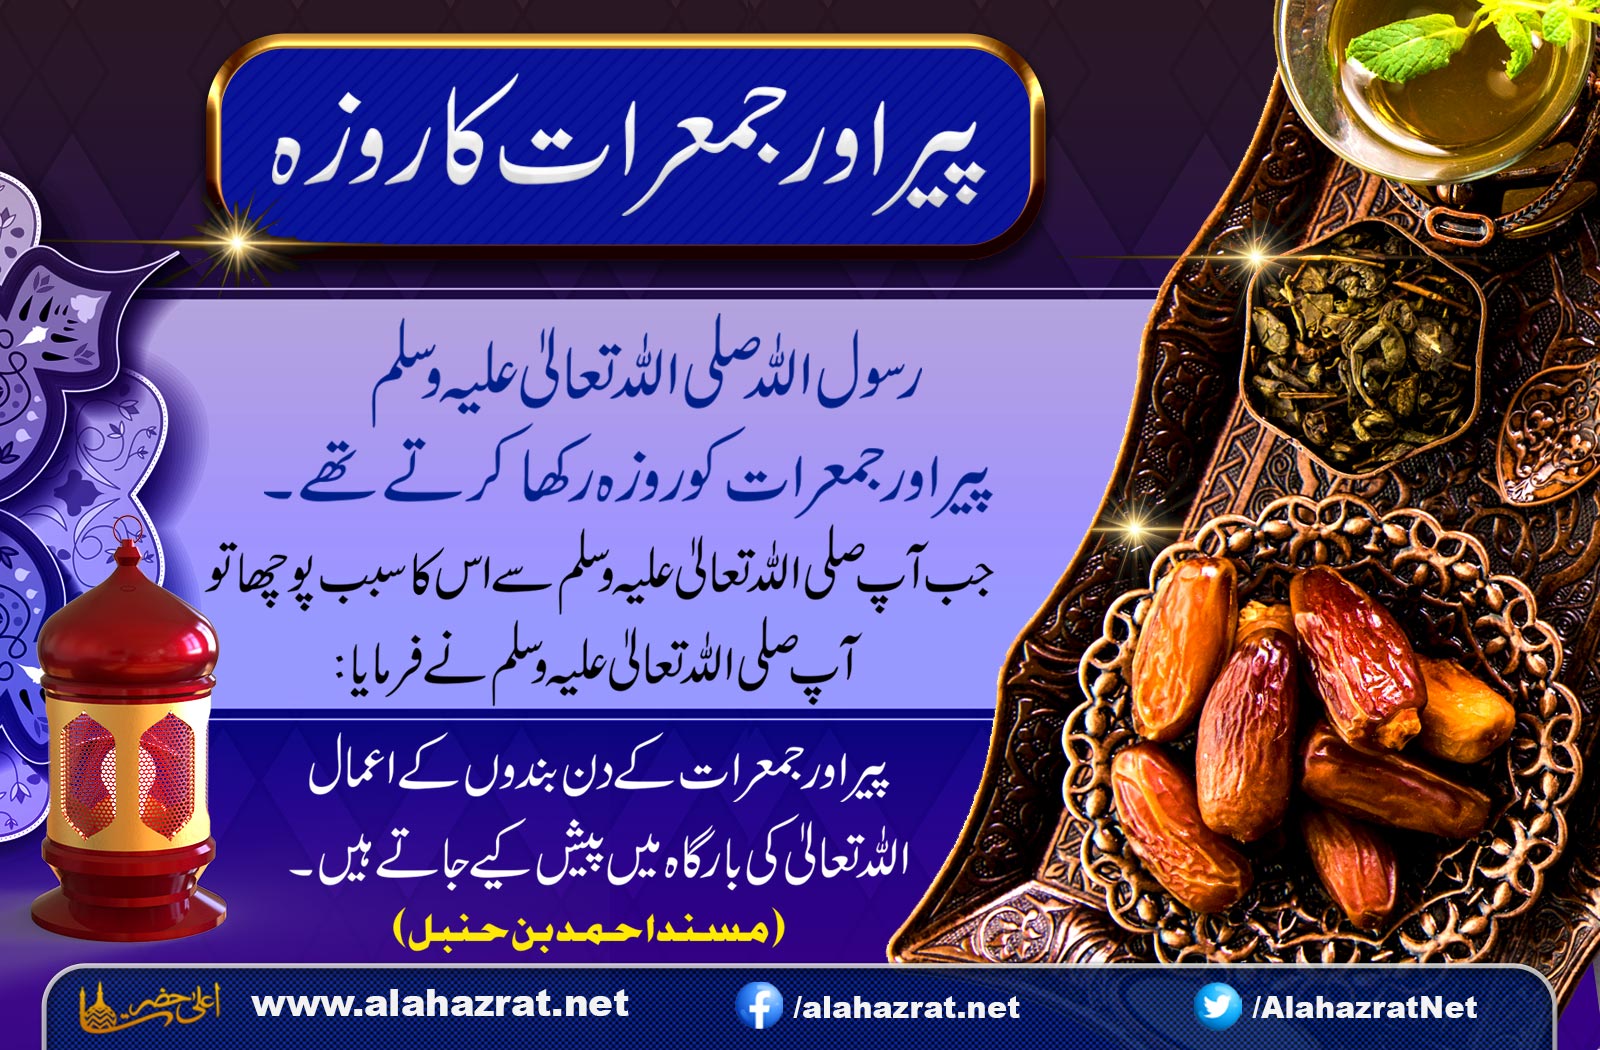 پیر اور جمعرات کا روزہ
رسول اللہ صلی اللہ تعالیٰ علیہ وسلم
پیر اور جمعرات کو روزہ رکھا کرتے تھے۔
جب آپ صلی اللہ تعالیٰ علیہ وسلم سے اس کا سبب پوچھا تو
آپ صلی اللہ تعالیٰ علیہ وسلم نے فرمایا:
پیر اور جمعرات کے دن بندوں کے اعمال
اللہ تعالیٰ کی بارگاہ میں پیش کیے جاتے ہیں۔
(مسند احمد بن حنبل)
اعلیٰ حضرت
www.alahazrat.net
/alahazrat.net
/AlahazratNet